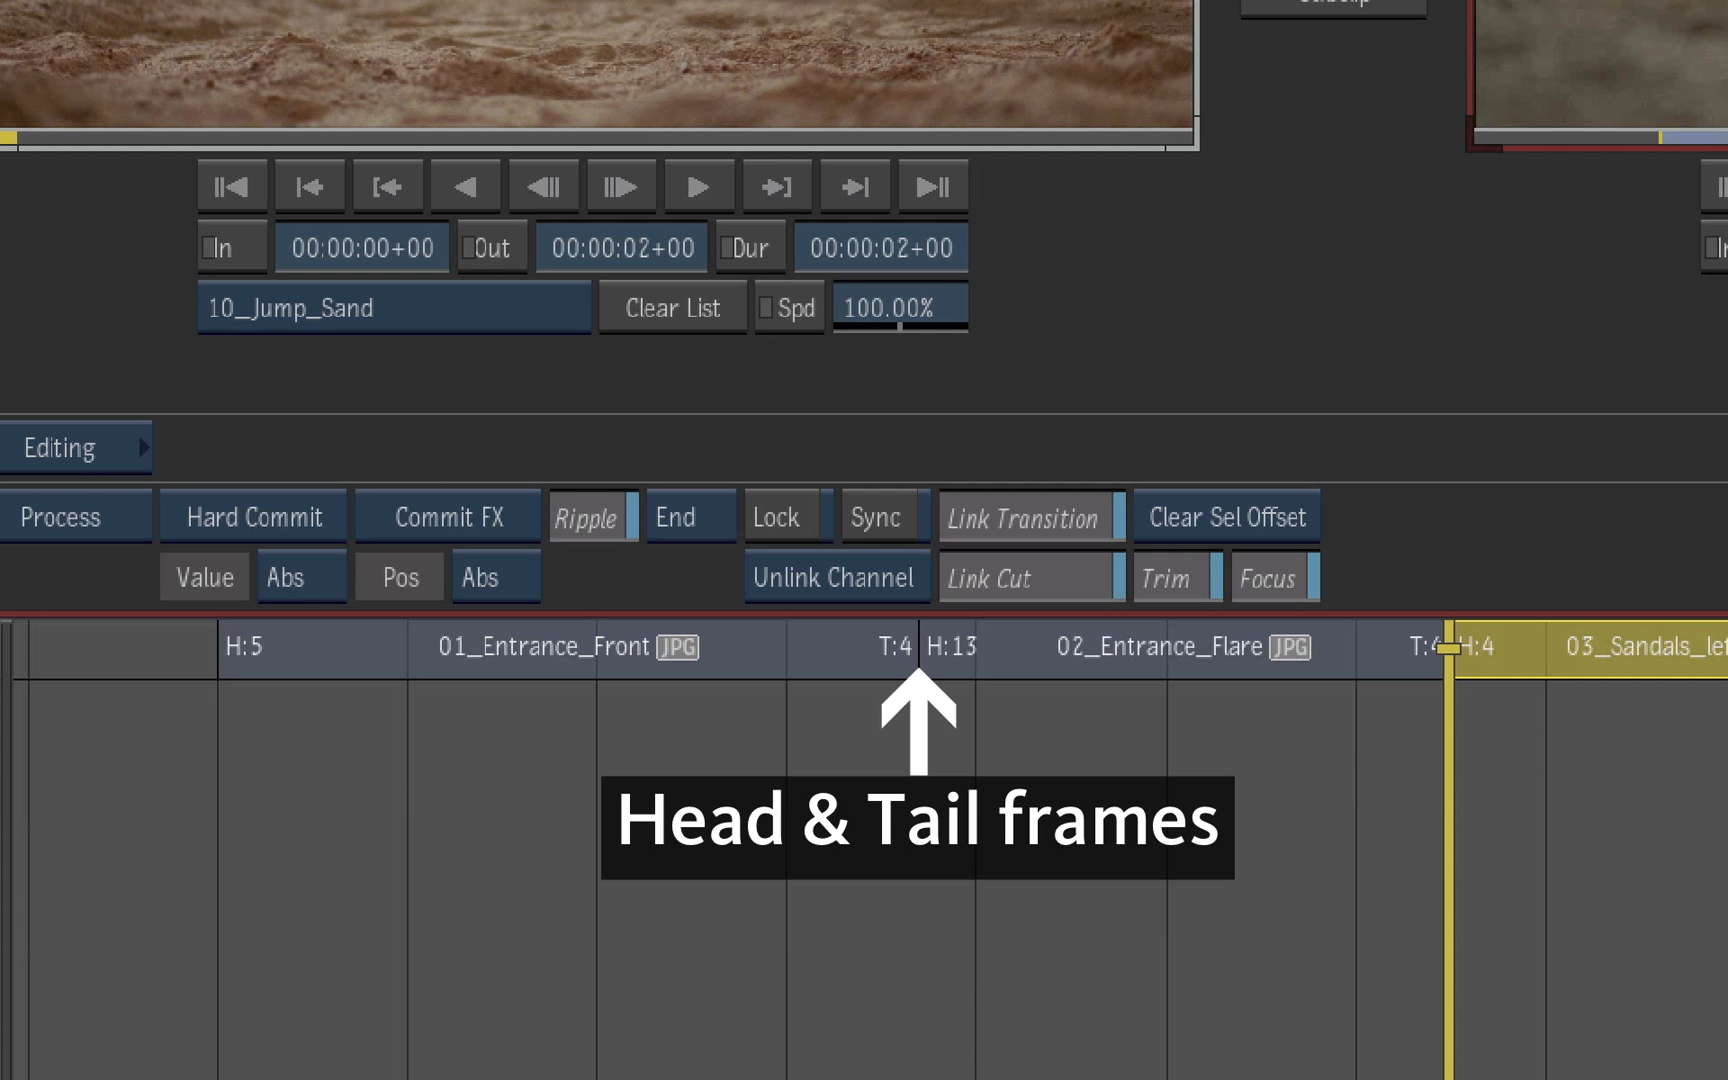 In 00:00:00+00 Out 00:00:02+00 Dur 00:00:02+00
10_Jump_Sand Clear List Spd 100.00%
Editing
Process Hard Commit Commit FX Ripple End Lock Sync Link Transition Clear Sel Offset
Value Abs Pos Abs Unlink Channel Link Cut Trim Focus
H:5 01_Entrance_Front JPG T:4 H:13 02_Entrance_Flare JPG T:4 H:4 03_Sandals_lef
Head & Tail frames